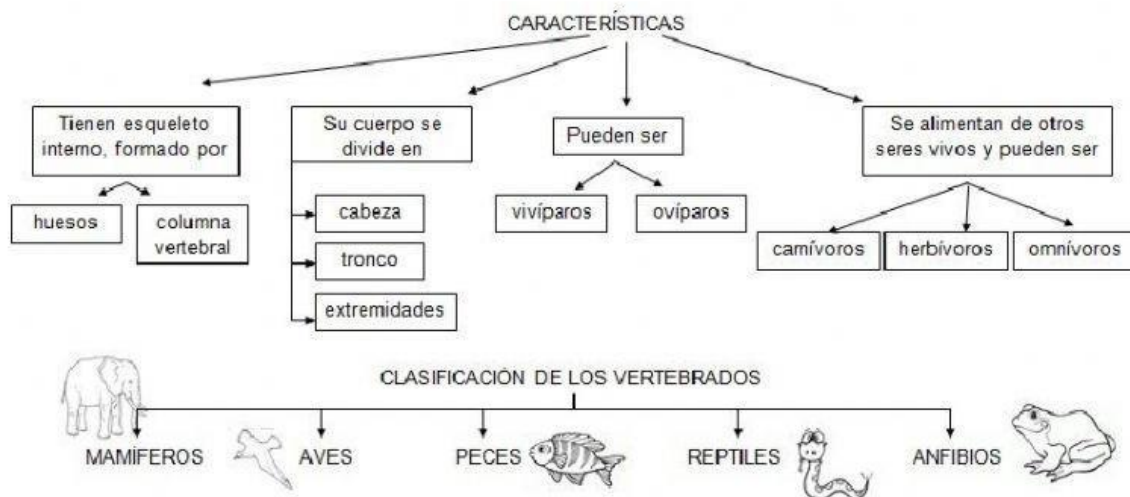 CARACTERÍSTICAS
Tienen esqueleto
interno, formado por
huesos
columna
vertebral
Su cuerpo se
divide en
cabeza
tronco
extremidades
Pueden ser
vivíparos
ovíparos
Se alimentan de otros
seres vivos y pueden ser
carnívoros
herbívoros
omnívoros
CLASIFICACIÓN DE LOS VERTEBRADOS
MAMÍFEROS
AVES
PECES
REPTILES
ANFIBIOS